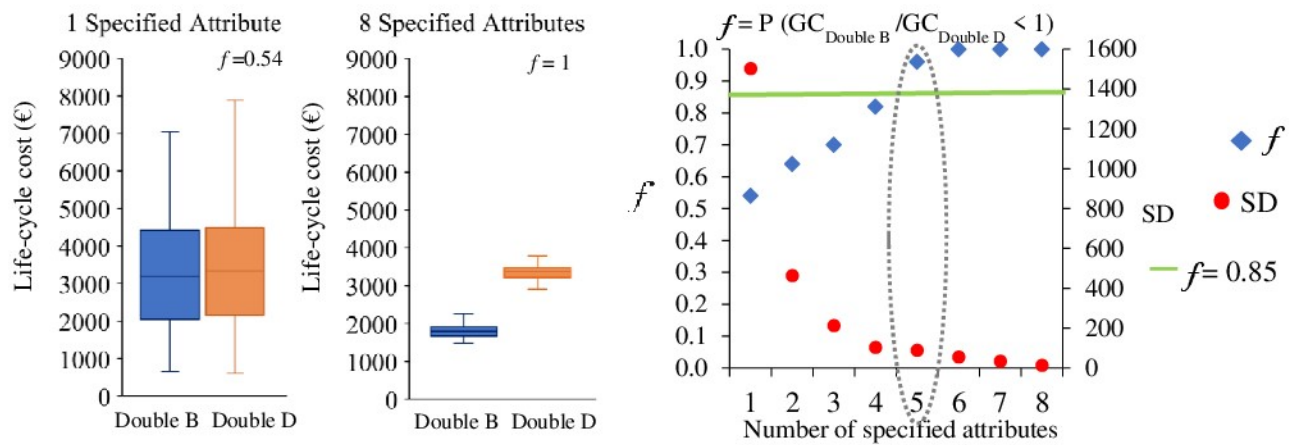 1 Specified Attribute
f=0.54
Life-cycle cost (€)
9000
8000
7000
6000
5000
4000
3000
2000
1000
0
Double B Double D
8 Specified Attributes
f = 1
Life-cycle cost (€)
9000
8000
7000
6000
5000
4000
3000
2000
1000
0
Double B Double D
f = P (GC Double B /GC Double D < 1)
f
1.0
0.9
0.8
0.7
0.6
0.5
0.4
0.3
0.2
0.1
0.0
1600
1400
1200
1000
800
600
400
200
0
SD
1 2 3 4 5 6 7 8
Number of specified attributes
f
SD
f= 0.85